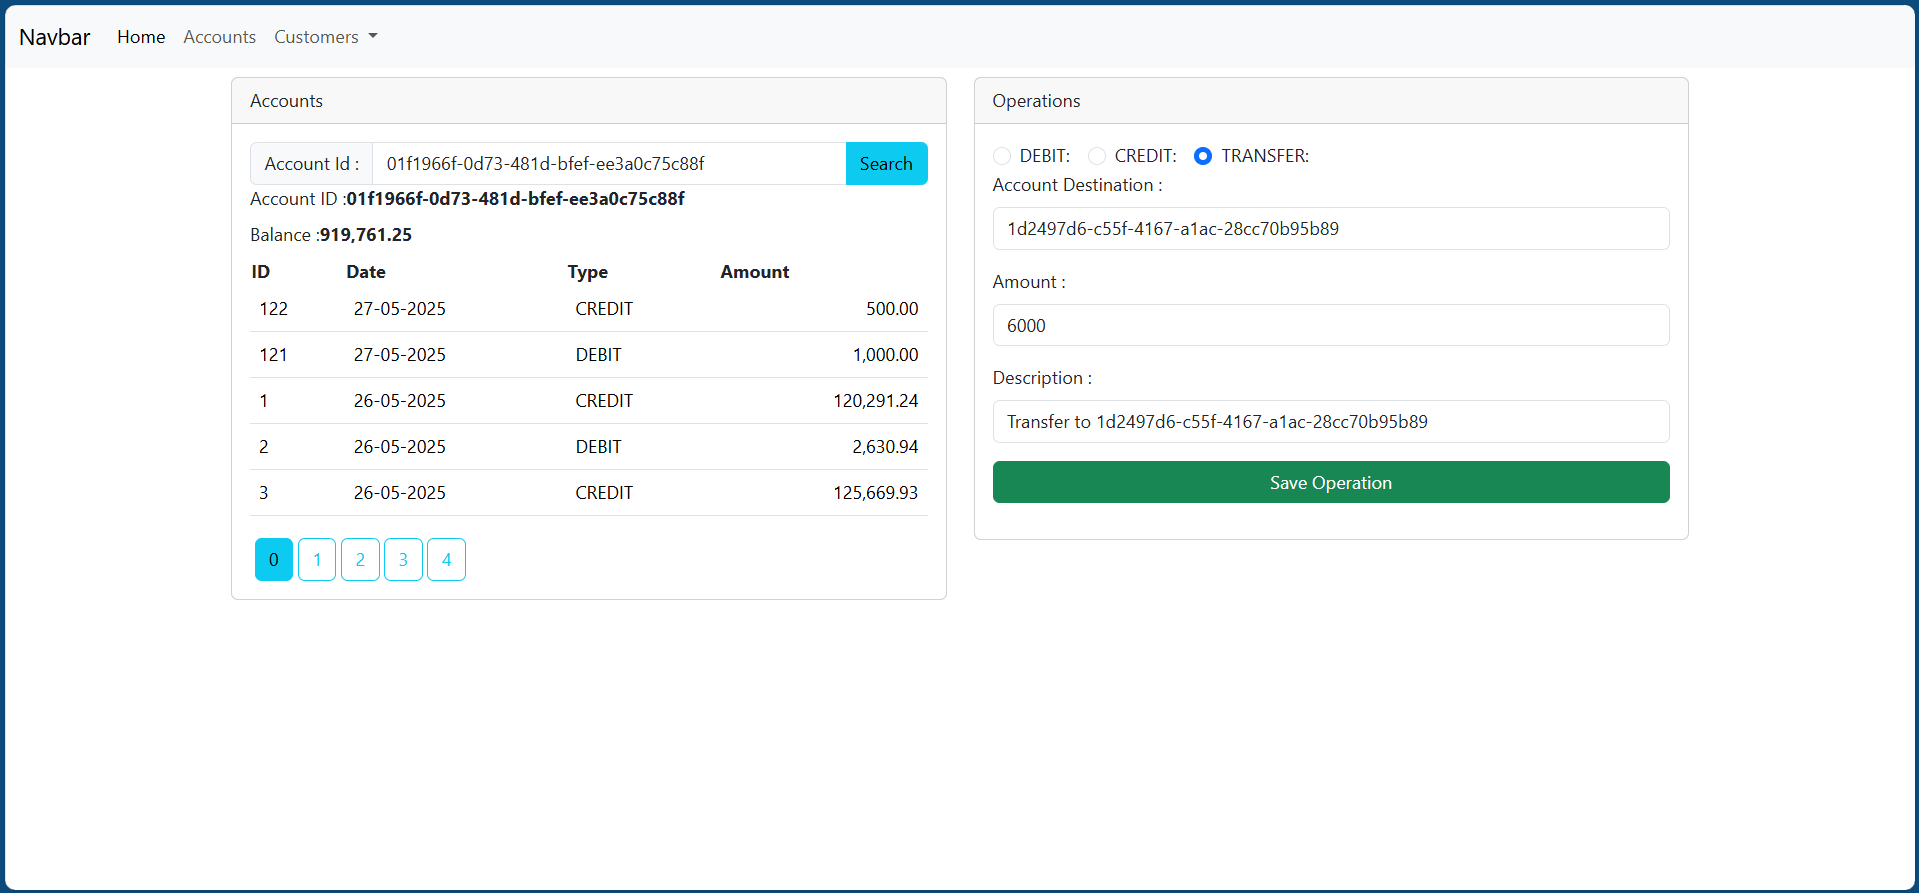 Navbar Home Accounts Customers
Accounts
Account Id : 01f1966f-0d73-481d-bfef-ee3a0c75c88f Search
Account ID :01f1966f-0d73-481d-bfef-ee3a0c75c88f
Balance :919,761.25
ID Date Type Amount
122 27-05-2025 CREDIT 500.00
121 27-05-2025 DEBIT 1,000.00
1 26-05-2025 CREDIT 120,291.24
2 26-05-2025 DEBIT 2,630.94
3 26-05-2025 CREDIT 125,669.93
0 1 2 3 4
Operations
DEBIT: CREDIT: TRANSFER:
Account Destination :
1d2497d6-c55f-4167-a1ac-28cc70b95b89
Amount :
6000
Description :
Transfer to 1d2497d6-c55f-4167-a1ac-28cc70b95b89
Save Operation